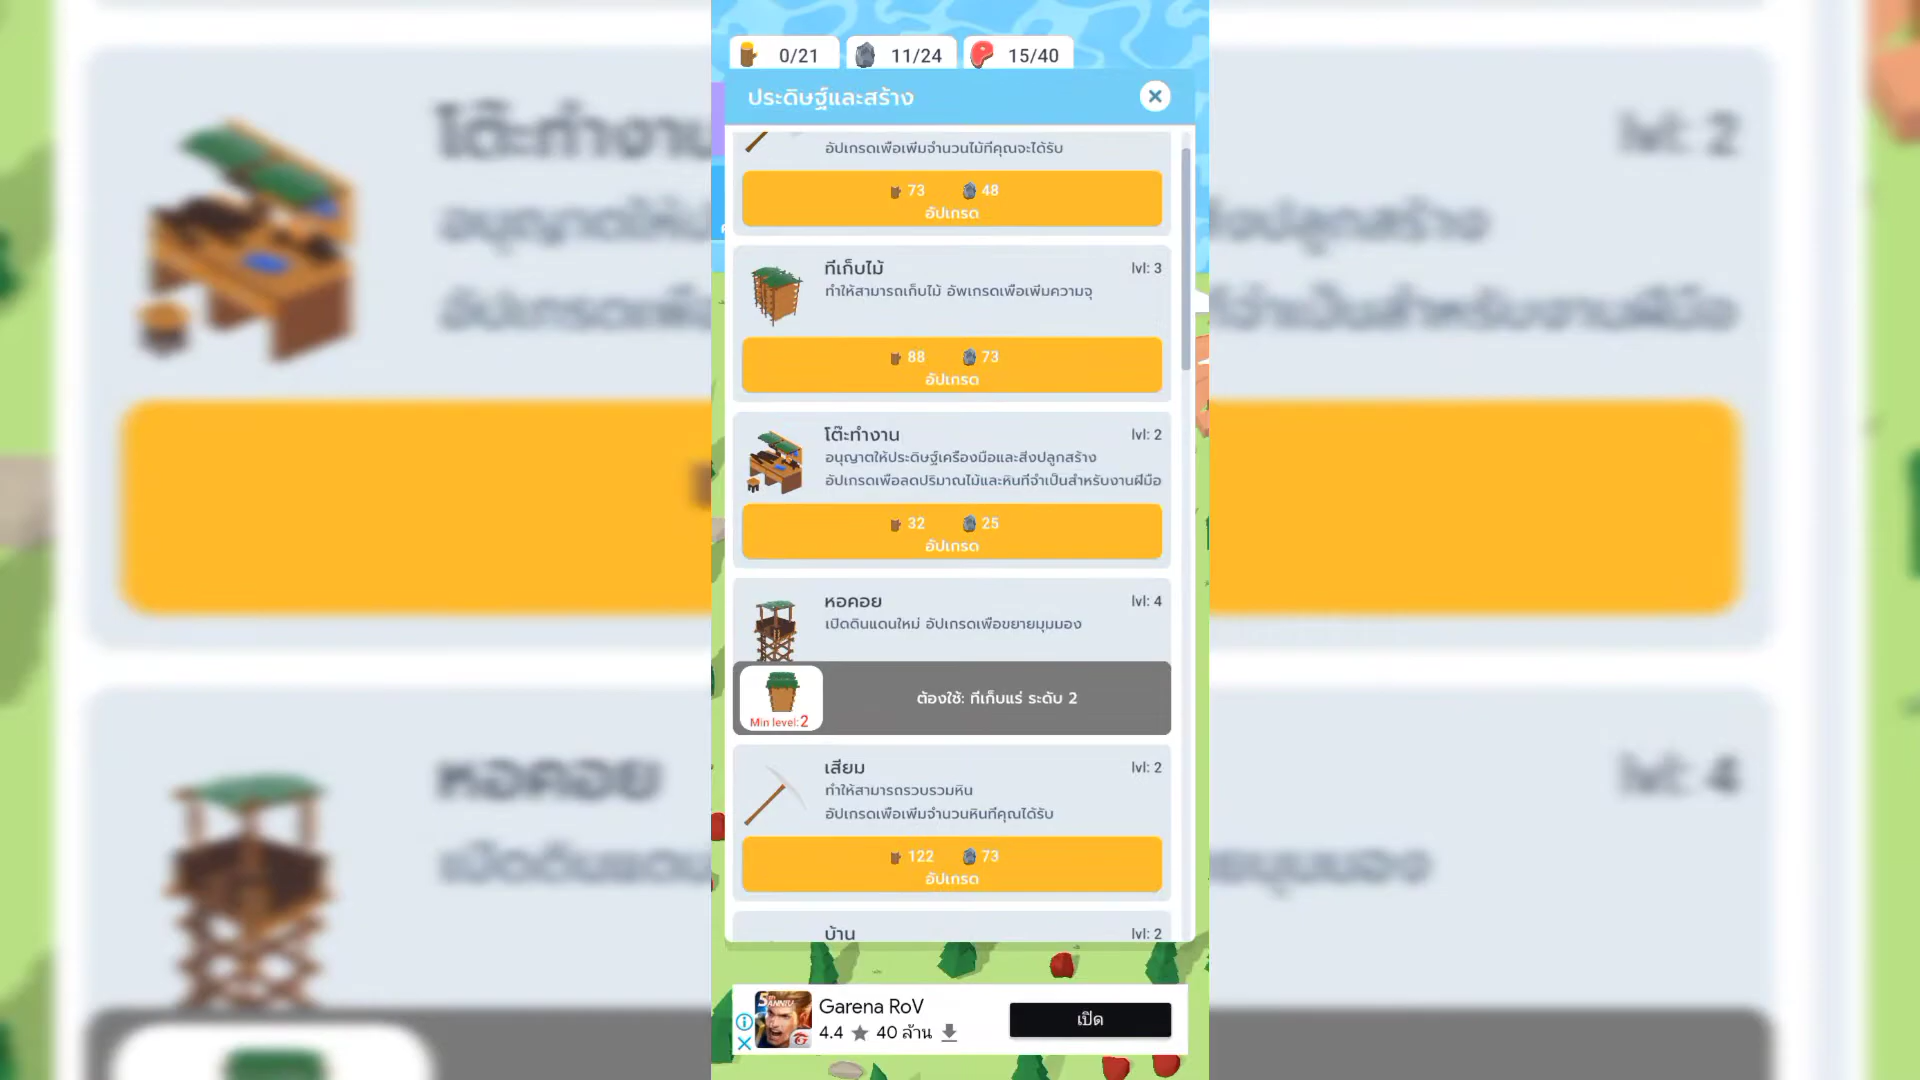 0/21
11/24
15/40
ประดิษฐ์และสร้าง
อัปเกรดเพื่อเพิ่มจำนวนไม้ที่คุณจะได้รับ
73 48
อัปเกรด
ที่เก็บไม้
lvl: 3
ทำให้สามารถเก็บไม้ อัพเกรดเพื่อเพิ่มความจุ
88 73
อัปเกรด
โต๊ะทำงาน
lvl: 2
อนุญาตให้ประดิษฐ์เครื่องมือและสิ่งปลูกสร้าง
อัปเกรดเพื่อลดปริมาณไม้และหินที่จำเป็นสำหรับงานฝีมือ
32 25
อัปเกรด
หอคอย
lvl: 4
เปิดดินแดนใหม่ อัปเกรดเพื่อขยายมุมมอง
Min level:2
ต้องใช้: ที่เก็บแร่ ระดับ 2
เสียม
lvl: 2
ทำให้สามารถรวบรวมหิน
อัปเกรดเพื่อเพิ่มจำนวนหินที่คุณได้รับ
122 73
อัปเกรด
บ้าน
lvl: 2
5th ANNIV
Garena RoV
4.4 ★ 40 ล้าน
เปิด